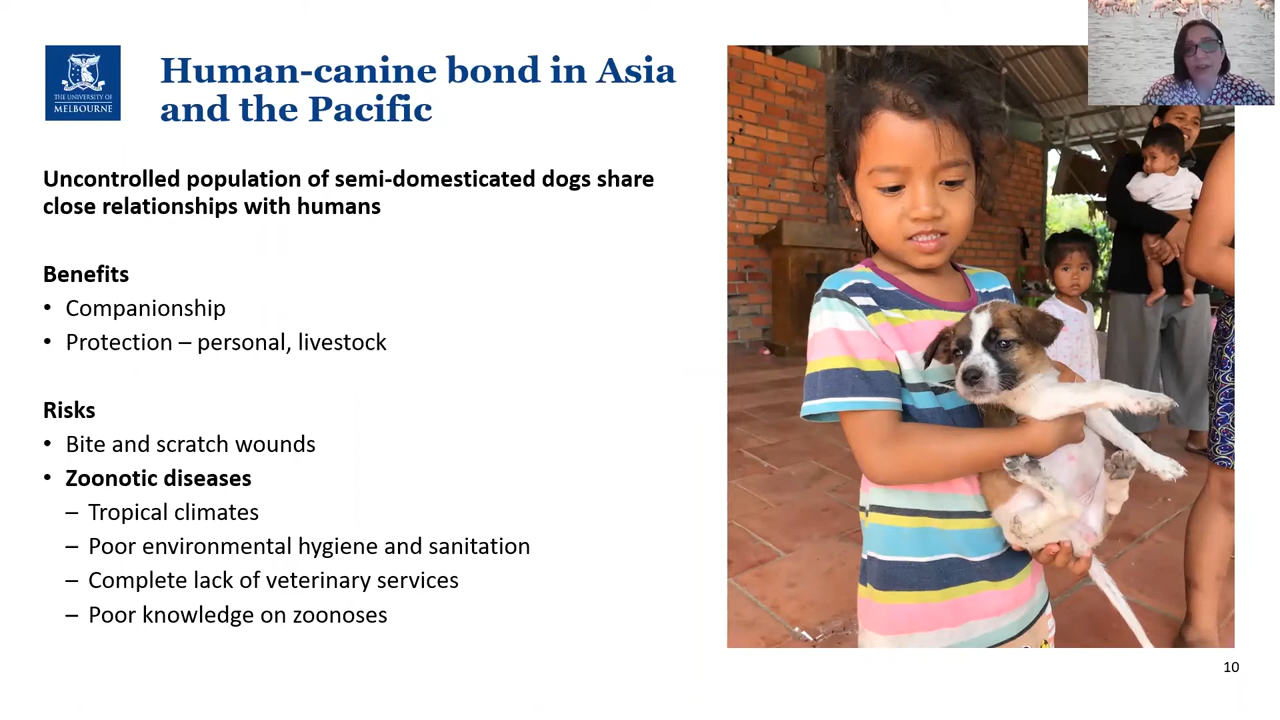 THE UNIVERSITY OF
MELBOURNE
Human-canine bond in Asia
and the Pacific
Uncontrolled population of semi-domesticated dogs share
close relationships with humans
Benefits
• Companionship
• Protection – personal, livestock
Risks
• Bite and scratch wounds
• Zoonotic diseases
– Tropical climates
– Poor environmental hygiene and sanitation
– Complete lack of veterinary services
– Poor knowledge on zoonoses
10